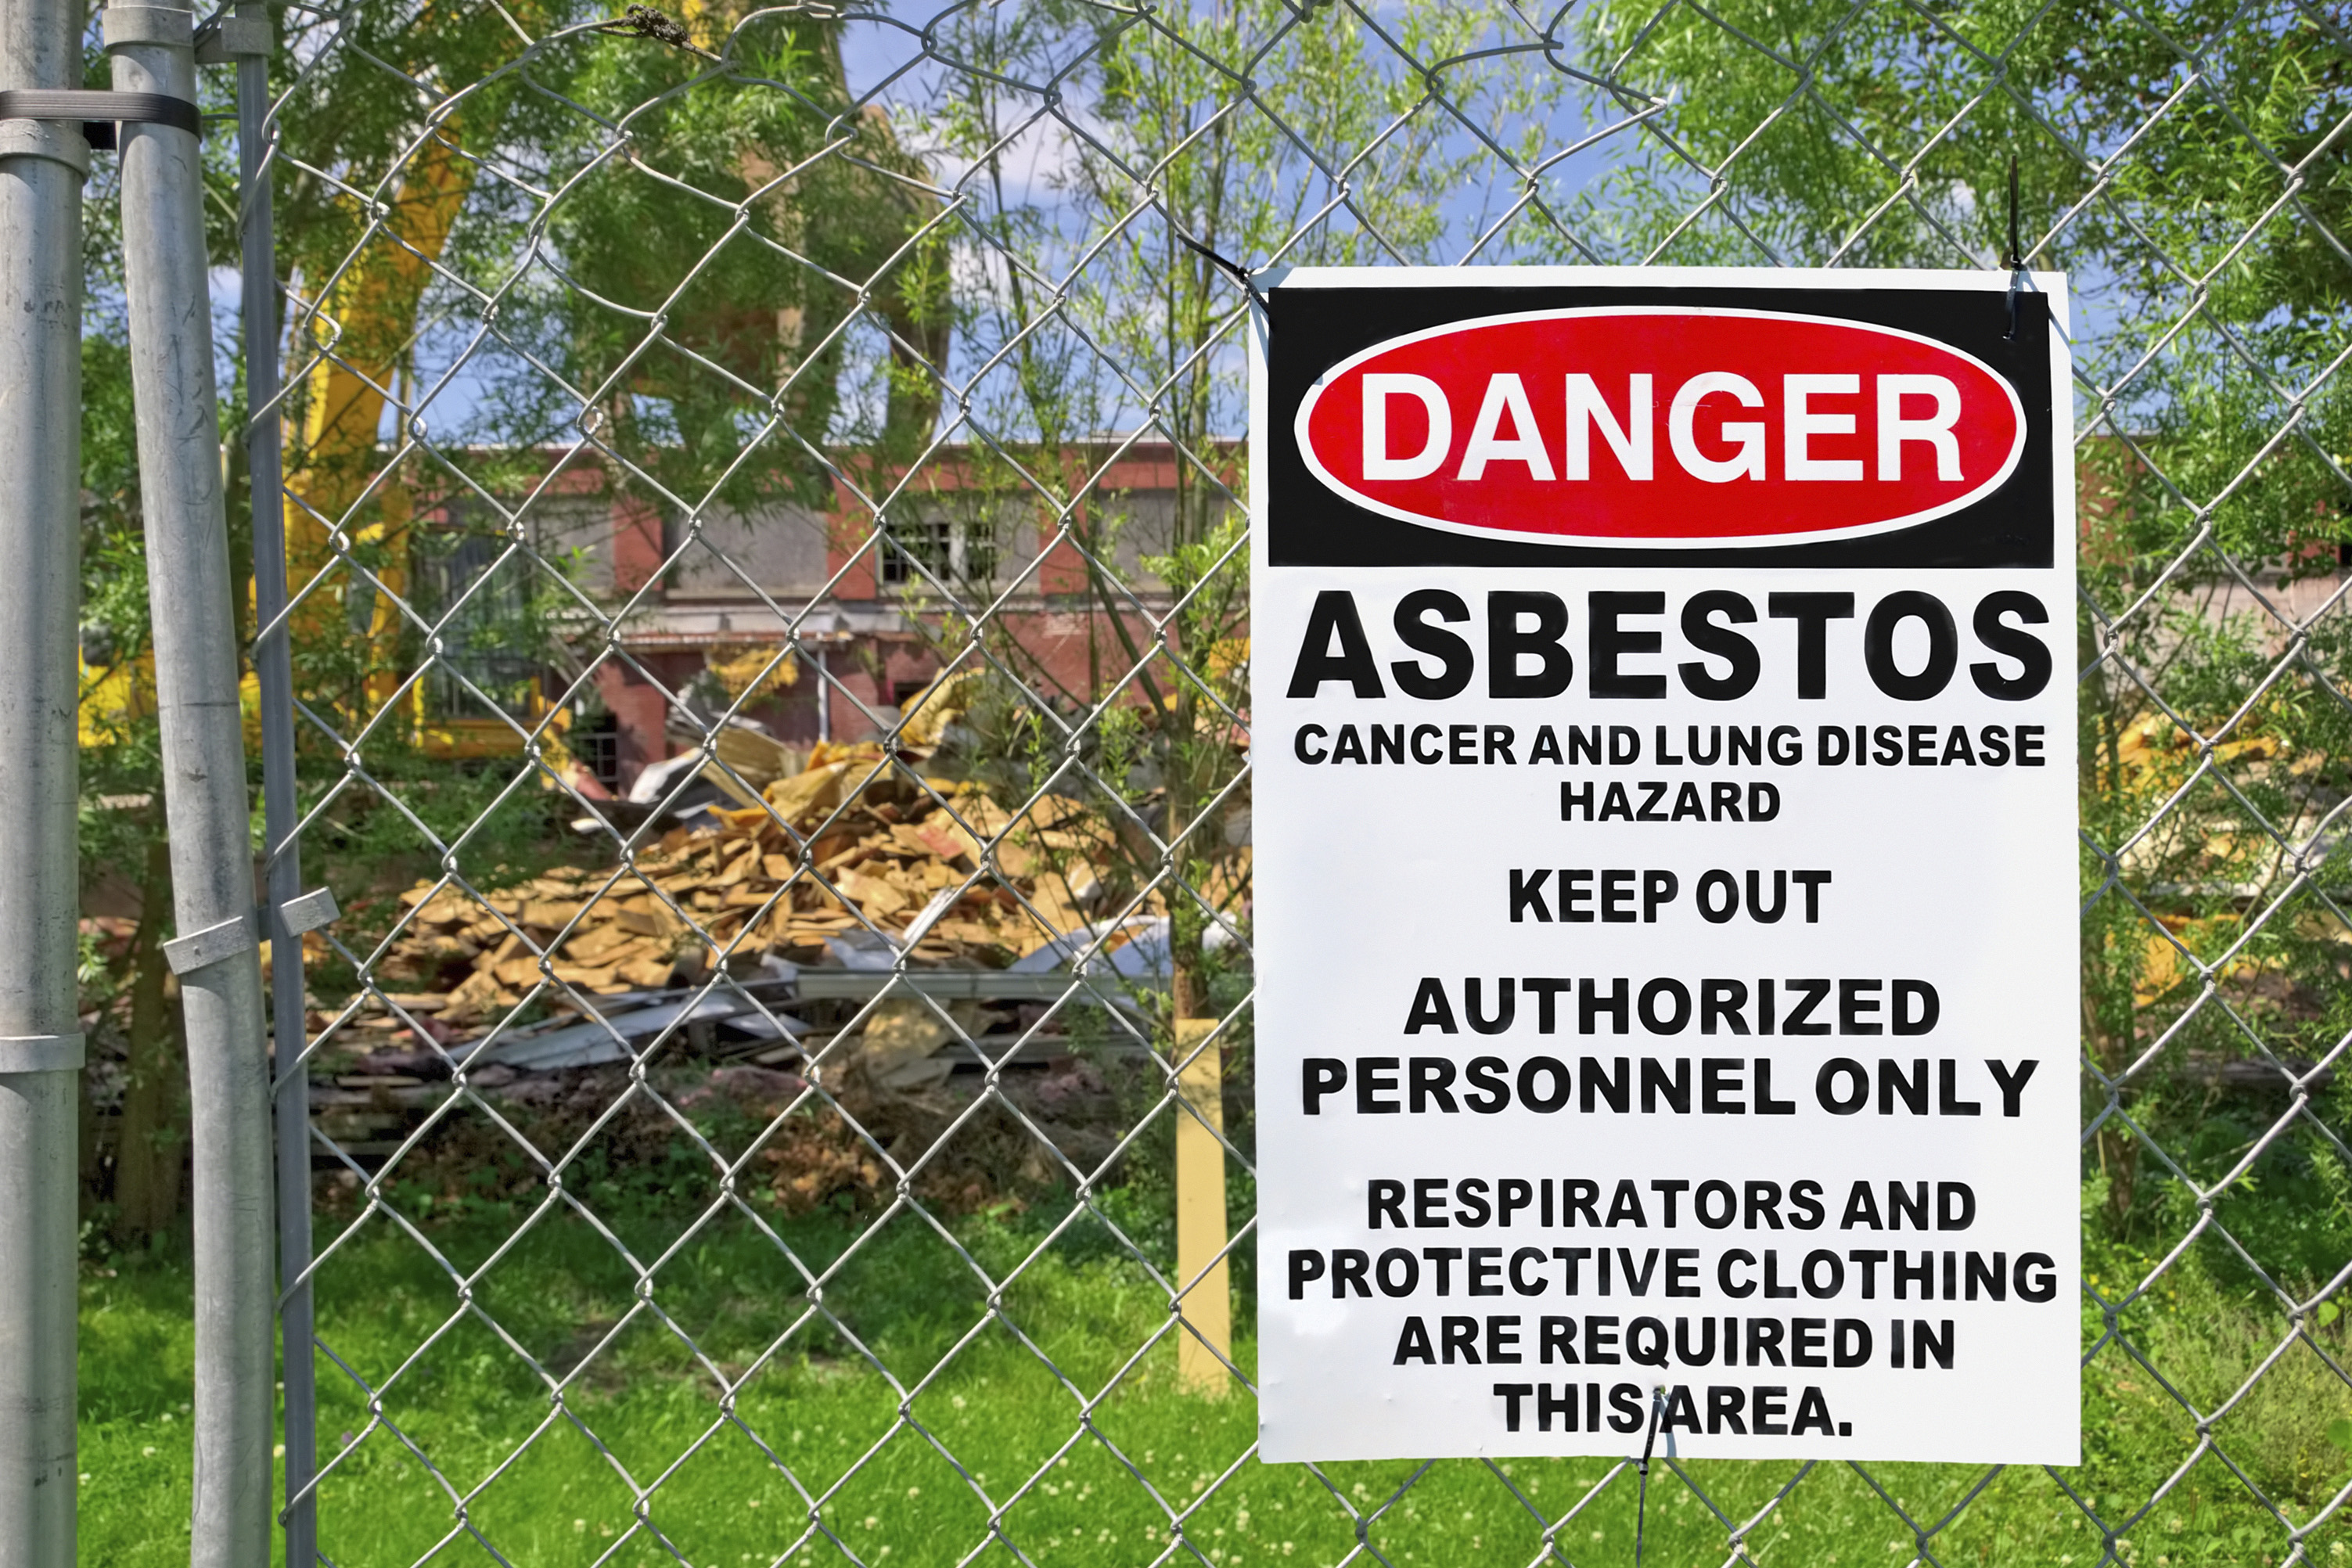 DANGER
ASBESTOS
CANCER AND LUNG DISEASE
HAZARD
KEEP OUT
AUTHORIZED
PERSONNEL ONLY
RESPIRATORS AND
PROTECTIVE CLOTHING
ARE REQUIRED IN
THIS AREA.